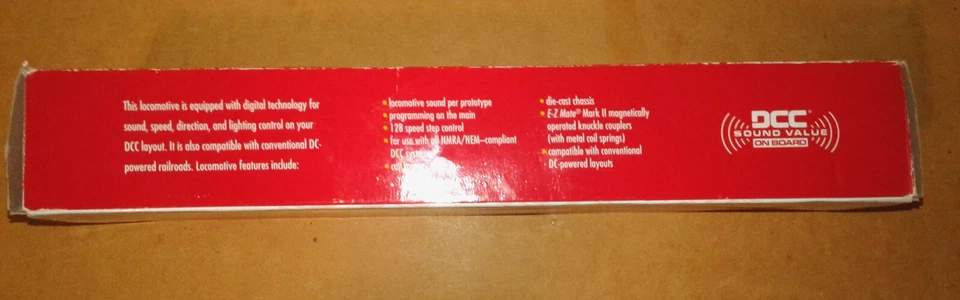 This locomotive is equipped with digital technology for
sound, speed, direction, and lighting control on your
DCC layout. It is also compatible with conventional DC-
powered railroads. Locomotive features include:
• locomotive sound per prototype
• programming on the main
• 128 speed step control
• for use with all NMRA/NEM–compliant
DCC systems
•
• die-cast chassis
• E-Z Mate® Mark II magnetically
operated knuckle couplers
(with metal coil springs)
• compatible with conventional
DC-powered layouts
DCC
SOUND VALUE
ON BOARD